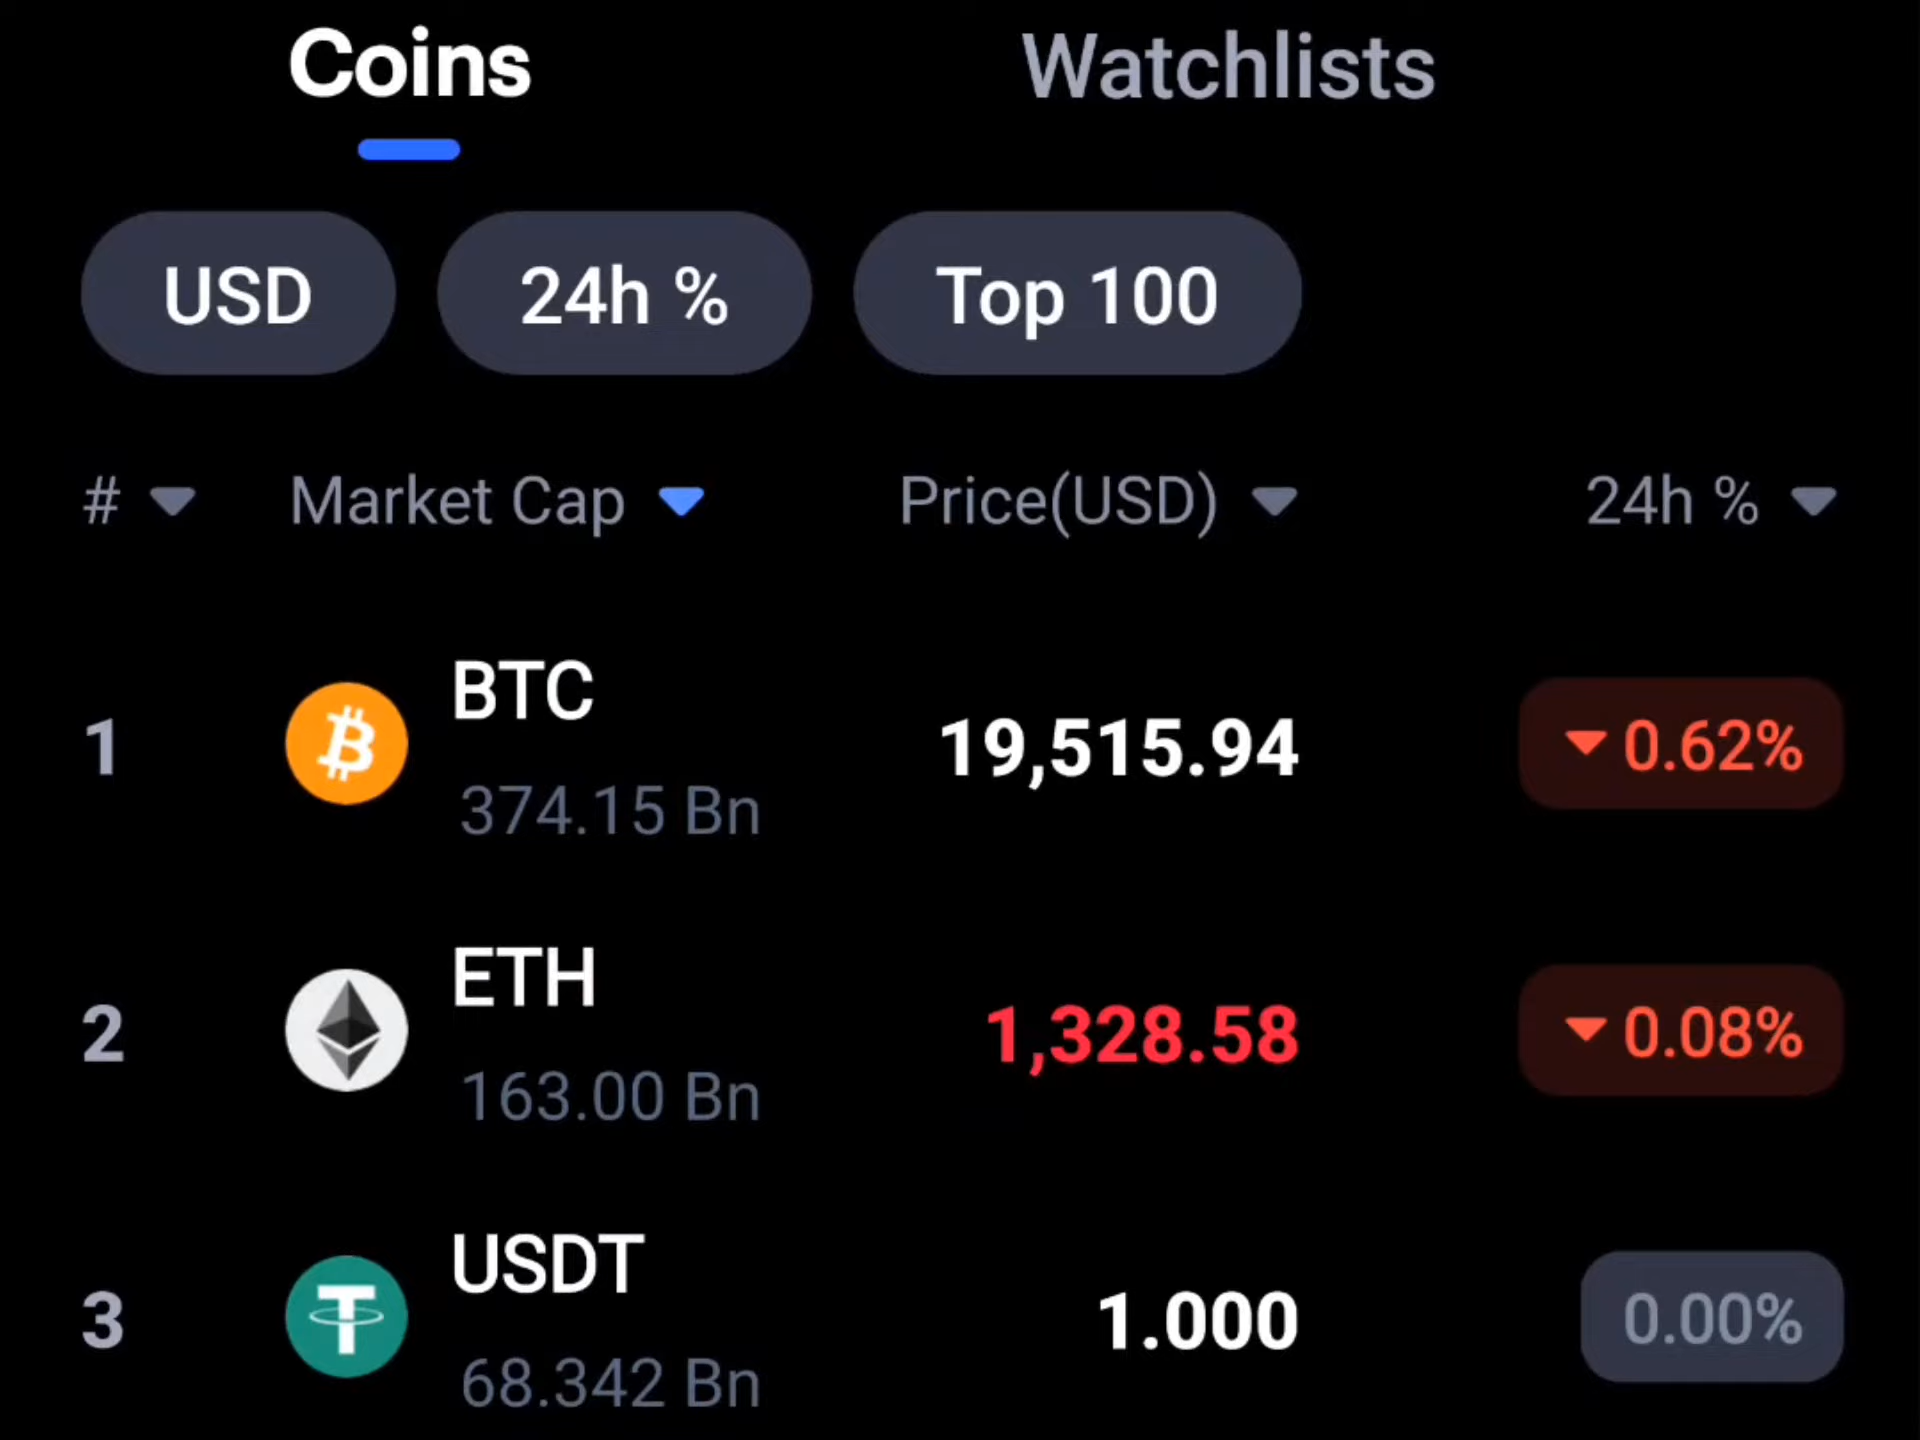 Coins Watchlists
USD 24h % Top 100
# Market Cap Price(USD) 24h %
BTC
1 19,515.94 0.62%
374.15 Bn
ETH
2 1,328.58 0.08%
163.00 Bn
USDT
3 1.000 0.00%
68.342 Bn